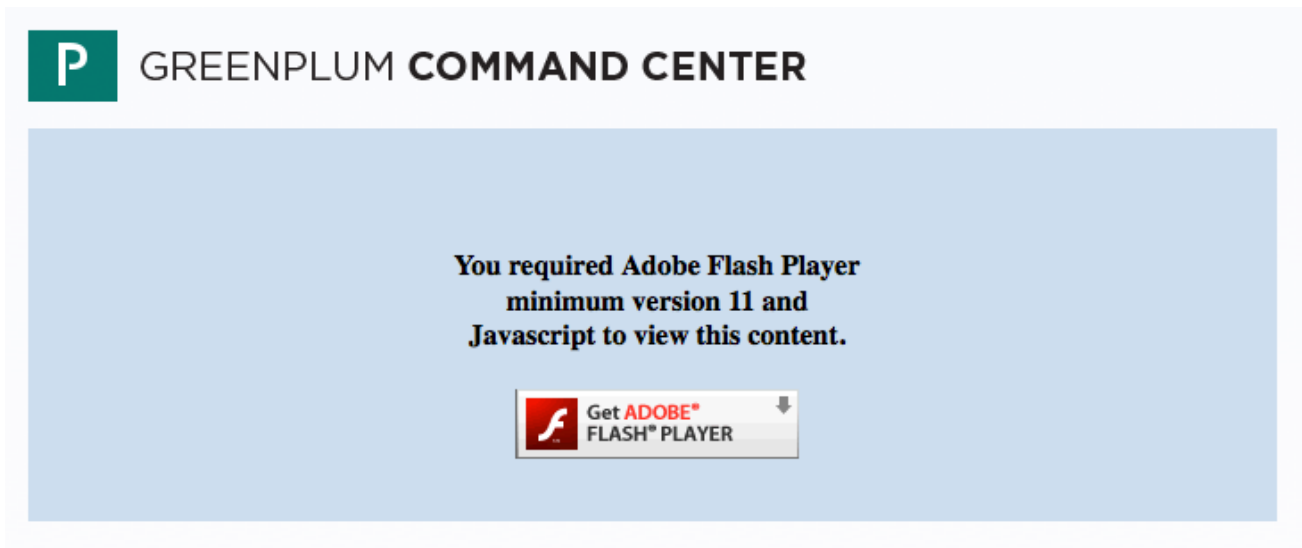 P GREENPLUM COMMAND CENTER
You required Adobe Flash Player
minimum version 11 and
Javascript to view this content.
Get ADOBE®
FLASH® PLAYER